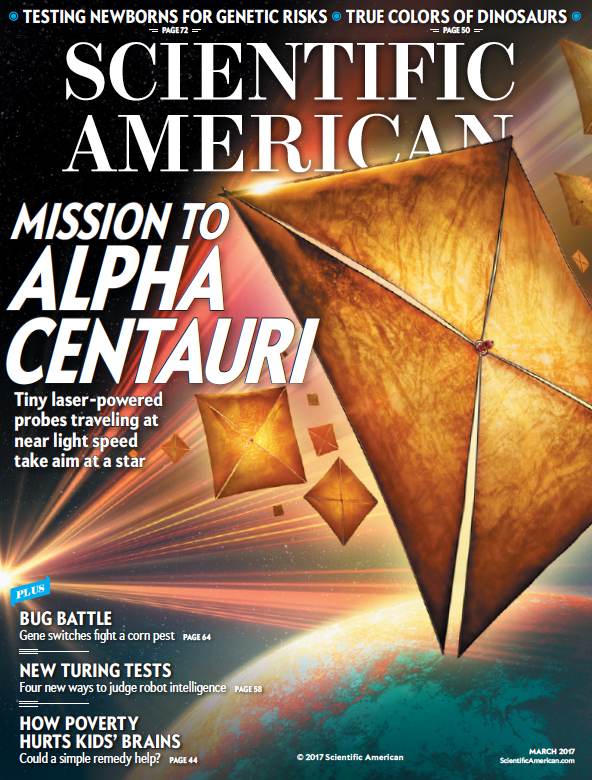 TESTING NEWBORNS FOR GENETIC RISKS • TRUE COLORS OF DINOSAURS
PAGE 72 PAGE 50
SCIENTIFIC
AMERICAN
MISSION TO
ALPHA
CENTAURI
Tiny laser-powered
probes traveling at
near light speed
take aim at a star
PLUS
BUG BATTLE
Gene switches fight a corn pest PAGE 64
NEW TURING TESTS
Four new ways to judge robot intelligence PAGE 58
HOW POVERTY
HURTS KIDS’ BRAINS
Could a simple remedy help? PAGE 44
© 2017 Scientific American
MARCH 2017
ScientificAmerican.com